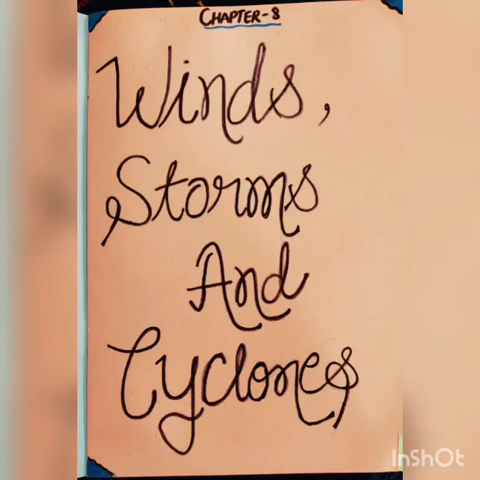 CHAPTER-8
Winds,
Storms
And
Cyclones
InShOt